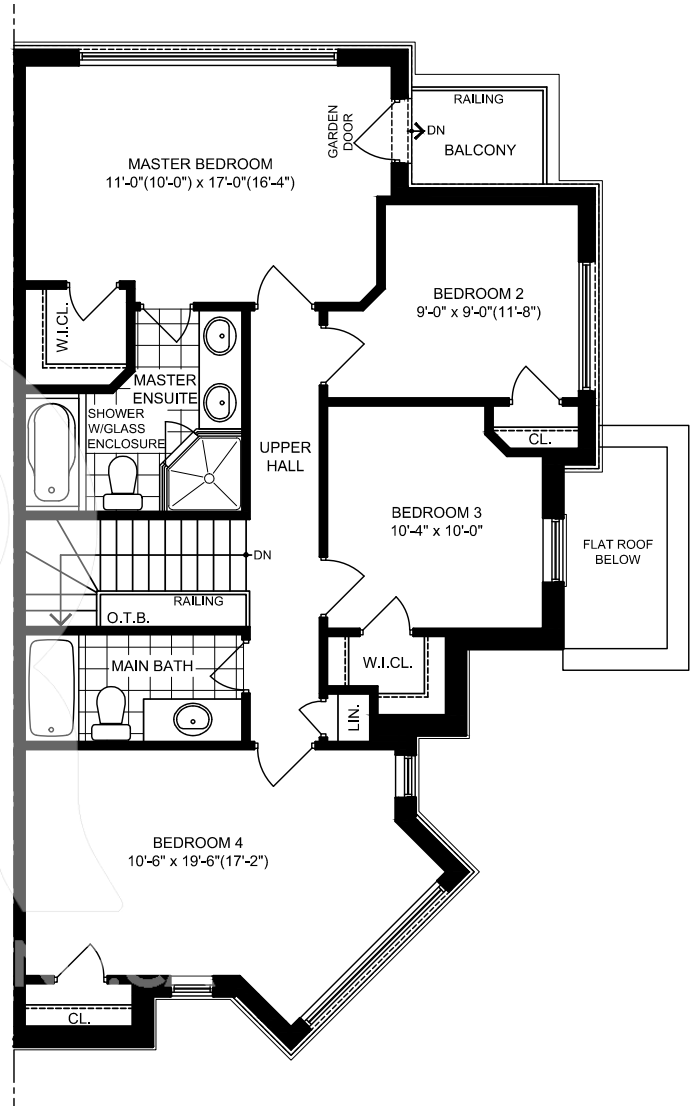 RAILING
GARDEN
DOOR
DN
BALCONY
MASTER BEDROOM
11'-0"(10'-0") x 17'-0"(16'-4")
BEDROOM 2
9'-0" x 9'-0"(11'-8")
W.I.CL.
MASTER
ENSUITE
SHOWER
W/GLASS
ENCLOSURE
CL.
UPPER
HALL
BEDROOM 3
10'-4" x 10'-0"
FLAT ROOF
BELOW
DN
RAILING
O.T.B.
MAIN BATH
W.I.CL.
LIN.
BEDROOM 4
10'-6" x 19'-6"(17'-2")
CL.